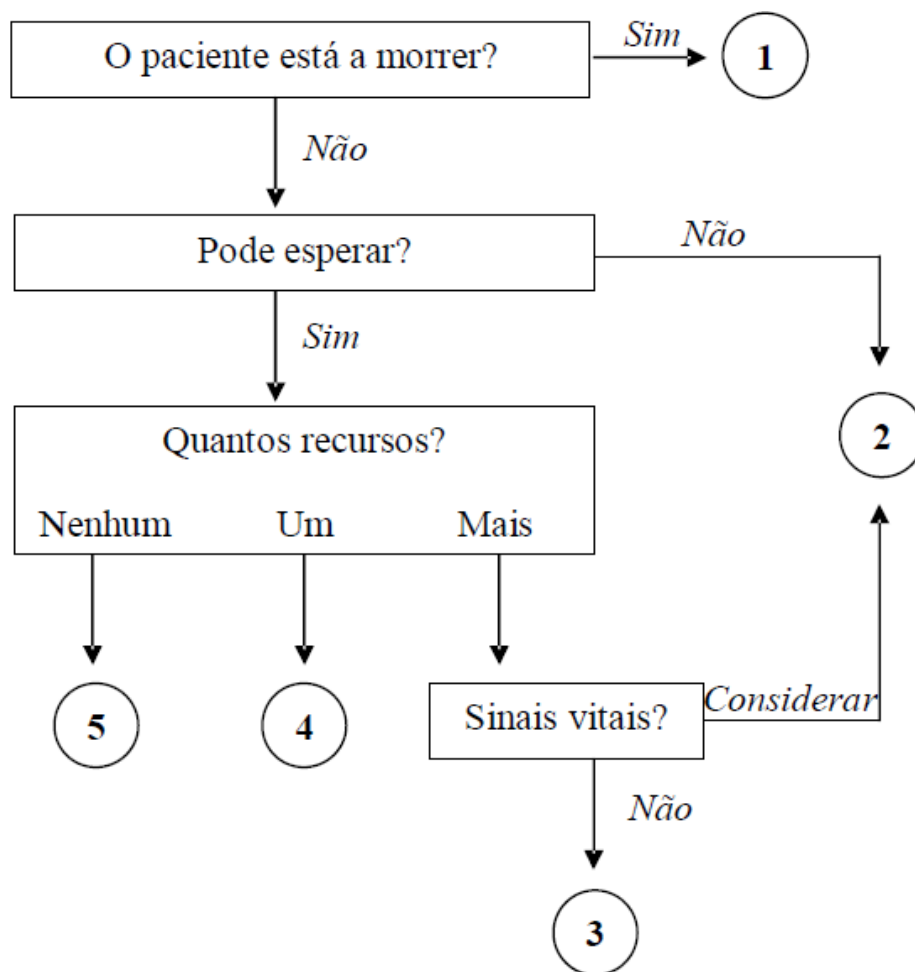 O paciente está a morrer?
Sim
1
Não
Pode esperar?
Não
Sim
2
Quantos recursos?
Nenhum Um Mais
5
4
Sinais vitais?
Considerar
Não
3